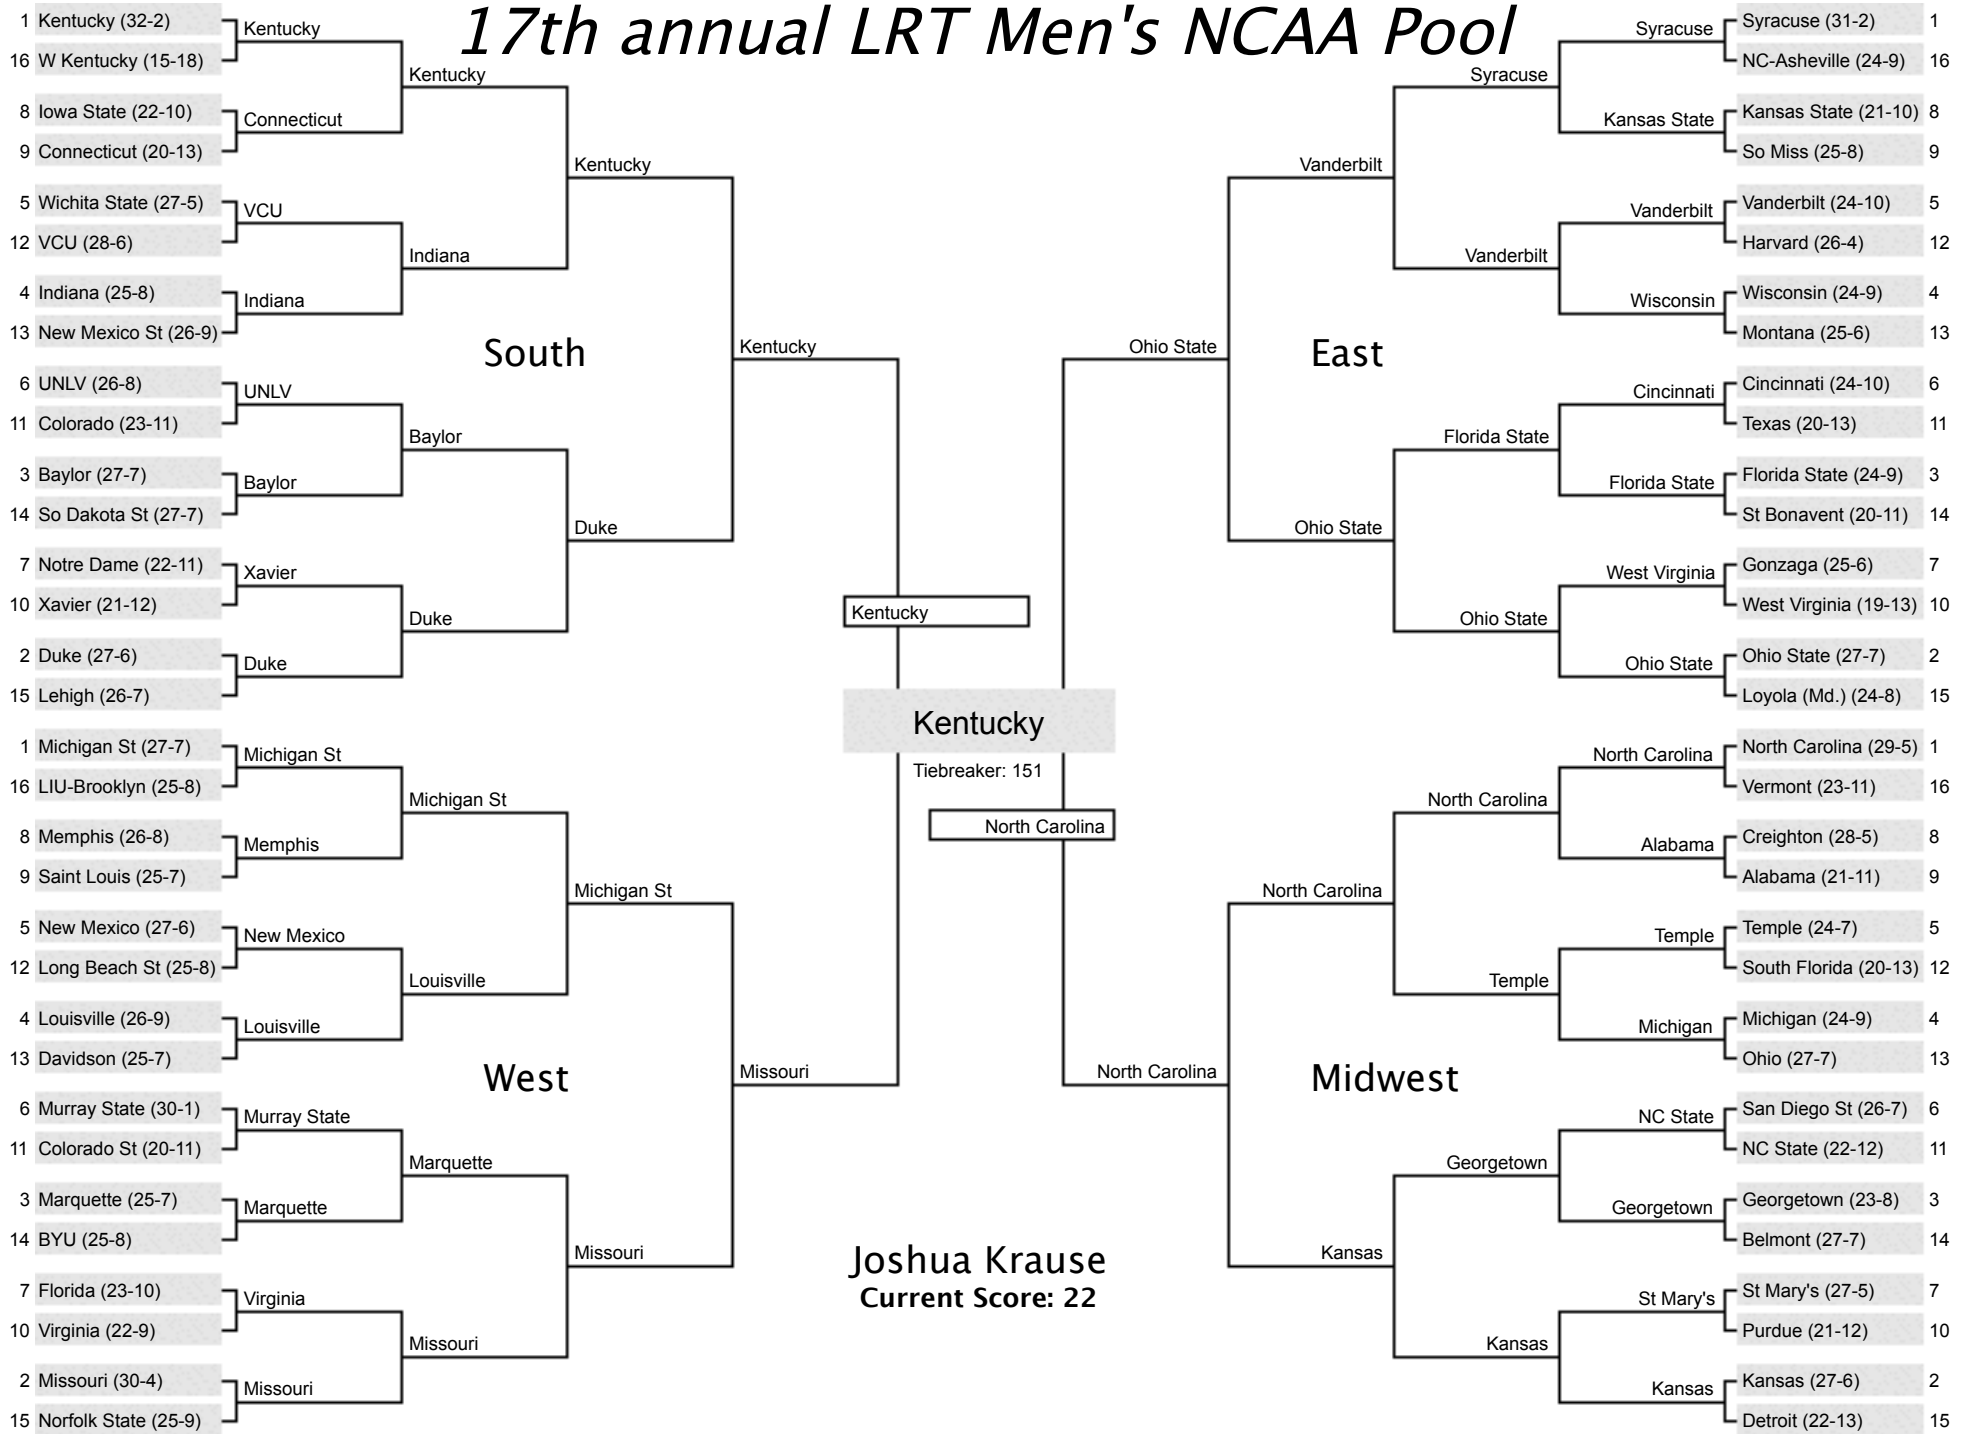 17th annual LRT Men's NCAA Pool
1 Kentucky (32-2)
16 W Kentucky (15-18)
8 Iowa State (22-10)
9 Connecticut (20-13)
5 Wichita State (27-5)
12 VCU (28-6)
4 Indiana (25-8)
13 New Mexico St (26-9)
6 UNLV (26-8)
11 Colorado (23-11)
3 Baylor (27-7)
14 So Dakota St (27-7)
7 Notre Dame (22-11)
10 Xavier (21-12)
2 Duke (27-6)
15 Lehigh (26-7)
Kentucky
Connecticut
VCU
Indiana
UNLV
Baylor
Xavier
Duke
Kentucky
Indiana
Baylor
Duke
Kentucky
Duke
South
Kentucky
1 Michigan St (27-7)
16 LIU-Brooklyn (25-8)
8 Memphis (26-8)
9 Saint Louis (25-7)
5 New Mexico (27-6)
12 Long Beach St (25-8)
4 Louisville (26-9)
13 Davidson (25-7)
6 Murray State (30-1)
11 Colorado St (20-11)
3 Marquette (25-7)
14 BYU (25-8)
7 Florida (23-10)
10 Virginia (22-9)
2 Missouri (30-4)
15 Norfolk State (25-9)
Michigan St
Memphis
New Mexico
Louisville
Murray State
Marquette
Virginia
Missouri
Michigan St
Louisville
Marquette
Missouri
Michigan St
Missouri
West
Missouri
Kentucky
Kentucky
Tiebreaker: 151
North Carolina
Joshua Krause
Current Score: 22
Syracuse (31-2) 1
NC-Asheville (24-9) 16
Kansas State (21-10) 8
So Miss (25-8) 9
Vanderbilt (24-10) 5
Harvard (26-4) 12
Wisconsin (24-9) 4
Montana (25-6) 13
Cincinnati (24-10) 6
Texas (20-13) 11
Florida State (24-9) 3
St Bonavent (20-11) 14
Gonzaga (25-6) 7
West Virginia (19-13) 10
Ohio State (27-7) 2
Loyola (Md.) (24-8) 15
Syracuse
Kansas State
Vanderbilt
Wisconsin
Cincinnati
Florida State
West Virginia
Ohio State
Syracuse
Vanderbilt
Florida State
Ohio State
Vanderbilt
Ohio State
East
Ohio State
North Carolina (29-5) 1
Vermont (23-11) 16
Creighton (28-5) 8
Alabama (21-11) 9
Temple (24-7) 5
South Florida (20-13) 12
Michigan (24-9) 4
Ohio (27-7) 13
San Diego St (26-7) 6
NC State (22-12) 11
Georgetown (23-8) 3
Belmont (27-7) 14
St Mary's (27-5) 7
Purdue (21-12) 10
Kansas (27-6) 2
Detroit (22-13) 15
North Carolina
Alabama
Temple
Michigan
NC State
Georgetown
St Mary's
Kansas
North Carolina
Temple
Georgetown
Kansas
North Carolina
Kansas
Midwest
North Carolina